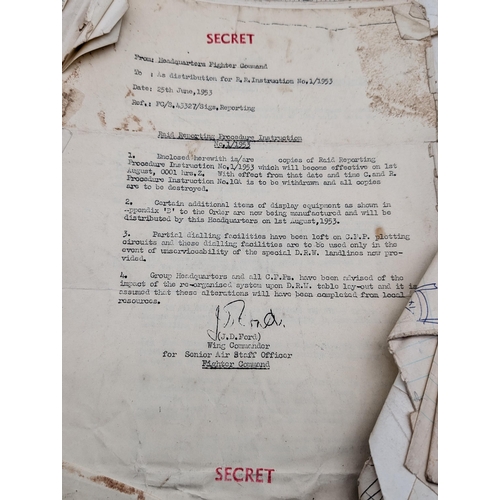 SECRET
From: Headquarters Fighter Command
To : As distribution for R.R.Instruction No.1/1953
Date: 25th June, 1953
Ref.: FC/S.45327/Sigs.Reporting
Raid Reporting Procedure Instruction
No.1/1953
1. Enclosed herewith is/are copies of Raid Reporting
Procedure Instruction No.1/1953 which will become effective on 1st
August, 0001 hrs.Z. With effect from that date and time C.and R.
Procedure Instruction No.10A is to be withdrawn and all copies
are to be destroyed.
2. Certain additional items of display equipment as shown in
Appendix 'B' to the Order are now being manufactured and will be
distributed by this Headquarters on 1st August,1953.
3. Partial dialling facilities have been left on C.F.P. plotting
circuits and these dialling facilities are to be used only in the
event of unserviceability of the special D.R.W. landlines now pro-
vided.
4. Group Headquarters and all C.F.Ps. have been advised of the
impact of the re-organised system upon D.R.W. table lay-out and it is
assumed that these alterations will have been completed from local
resources.
(J.D.Ford)
Wing Commander
for Senior Air Staff Officer
Fighter Command
SECRET